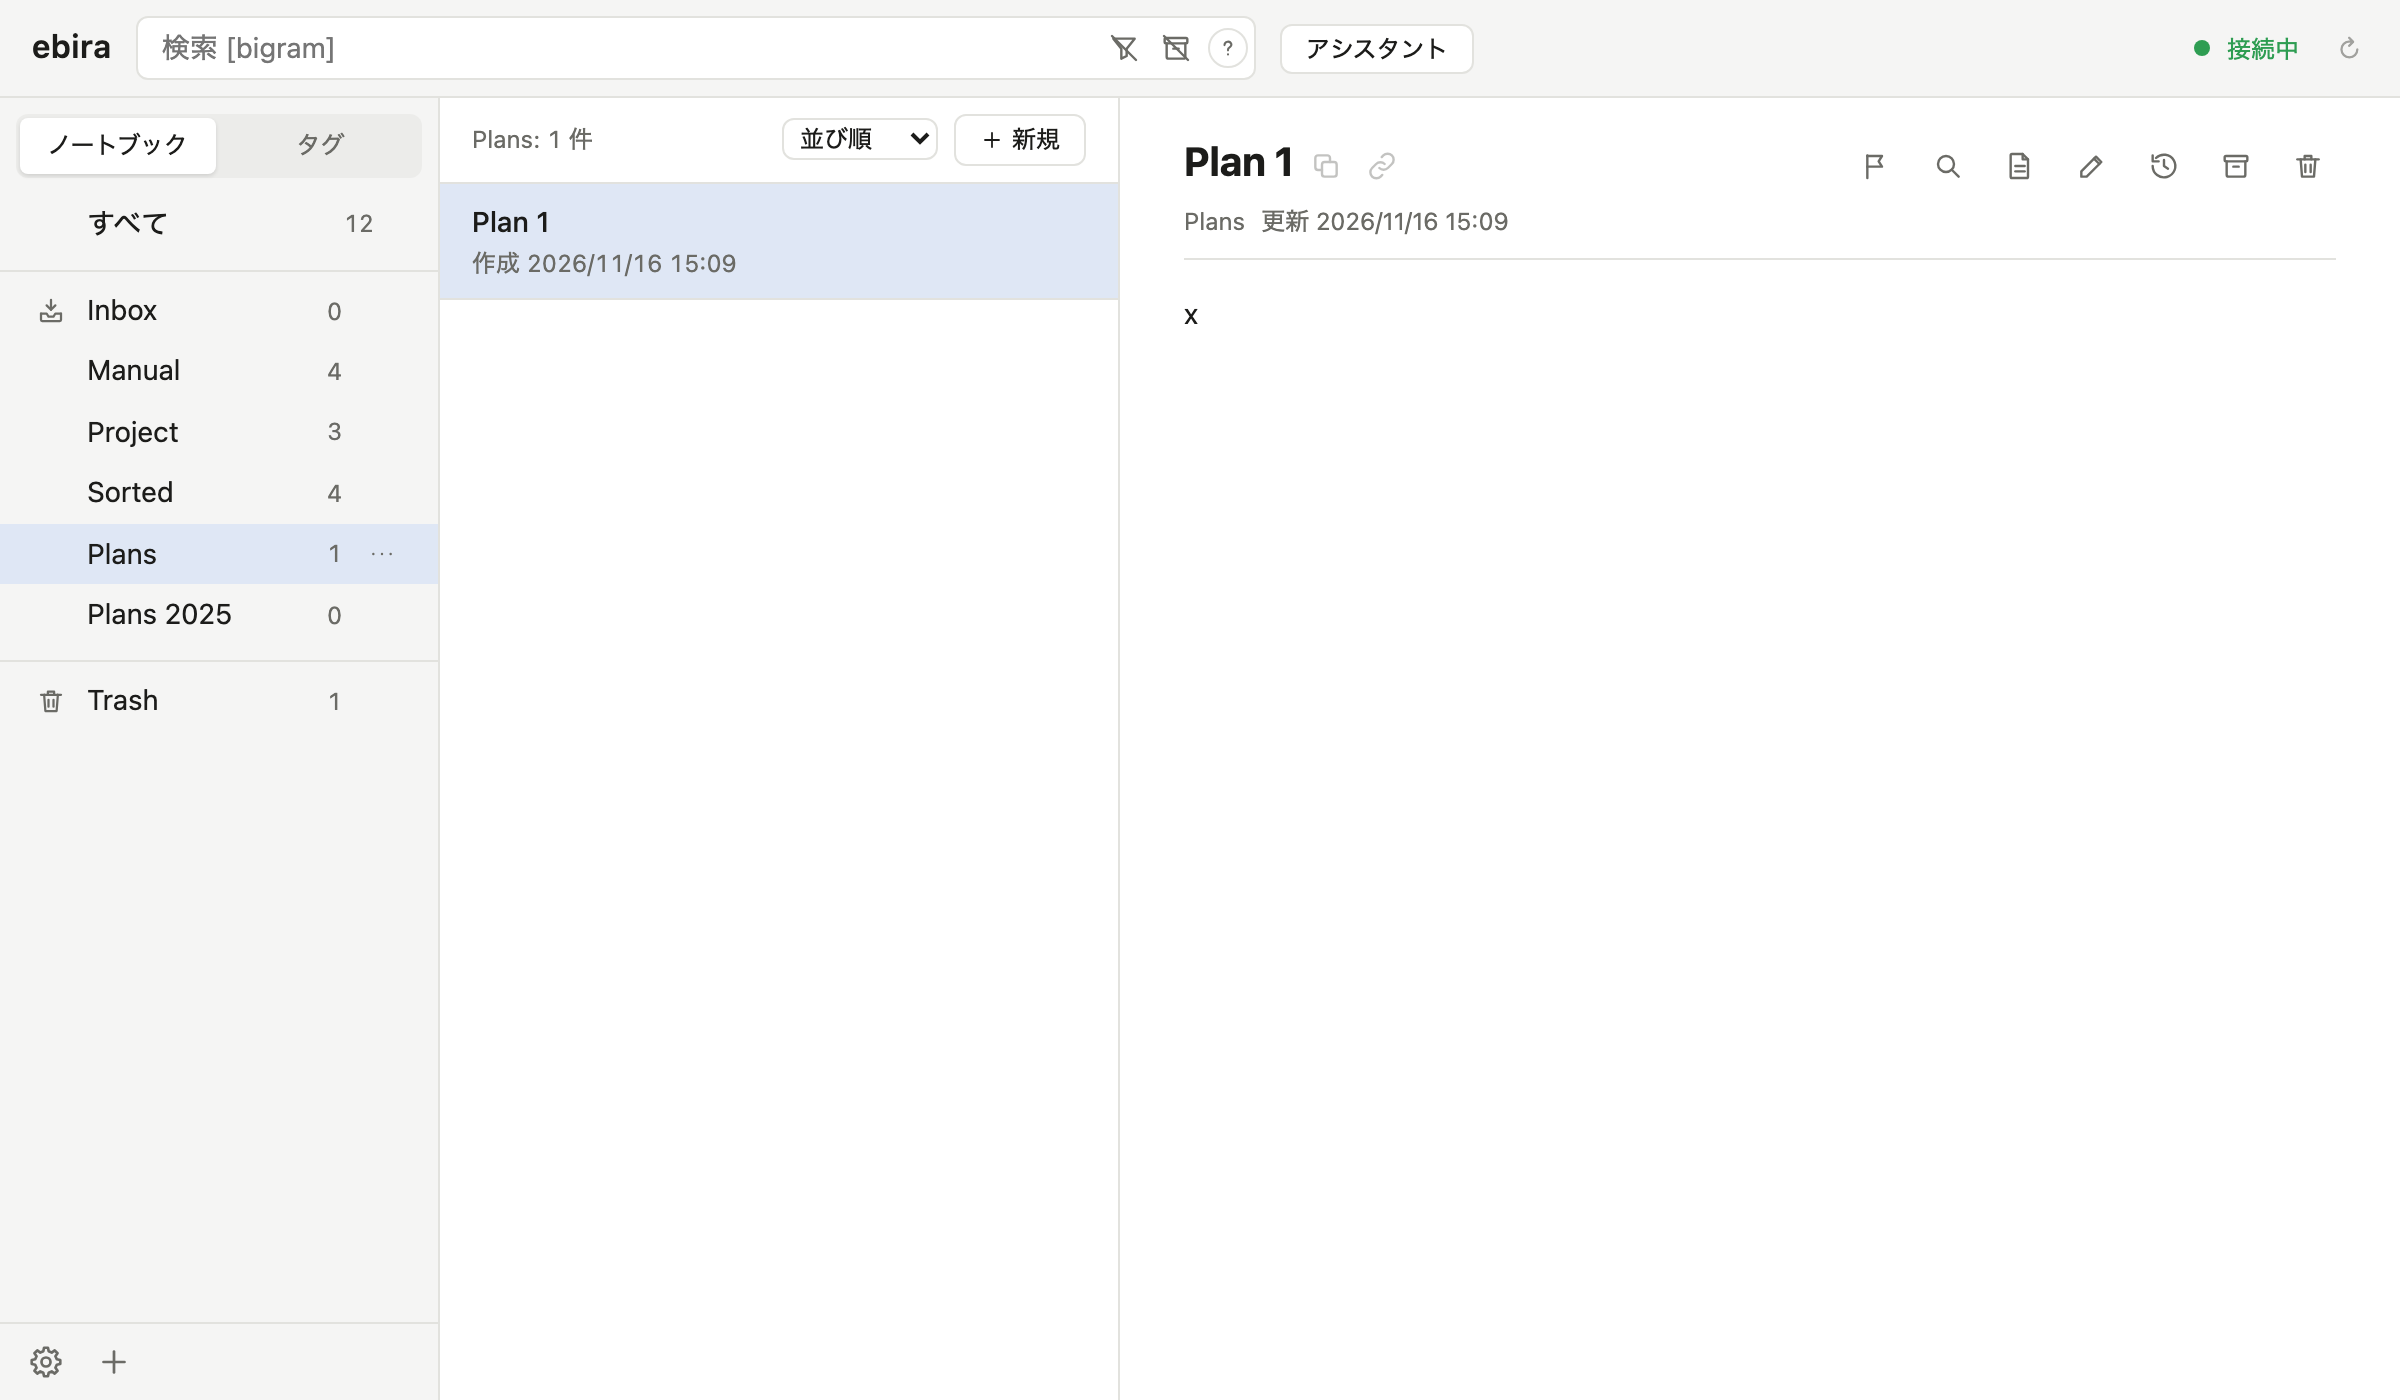 ebira
検索 [bigram]
?
アシスタント
接続中
ノートブック
タグ
すべて 12
Inbox 0
Manual 4
Project 3
Sorted 4
Plans 1 ···
Plans 2025 0
Trash 1
Plans: 1 件
並び順
+ 新規
Plan 1
作成 2026/11/16 15:09
Plan 1
Plans 更新 2026/11/16 15:09
x